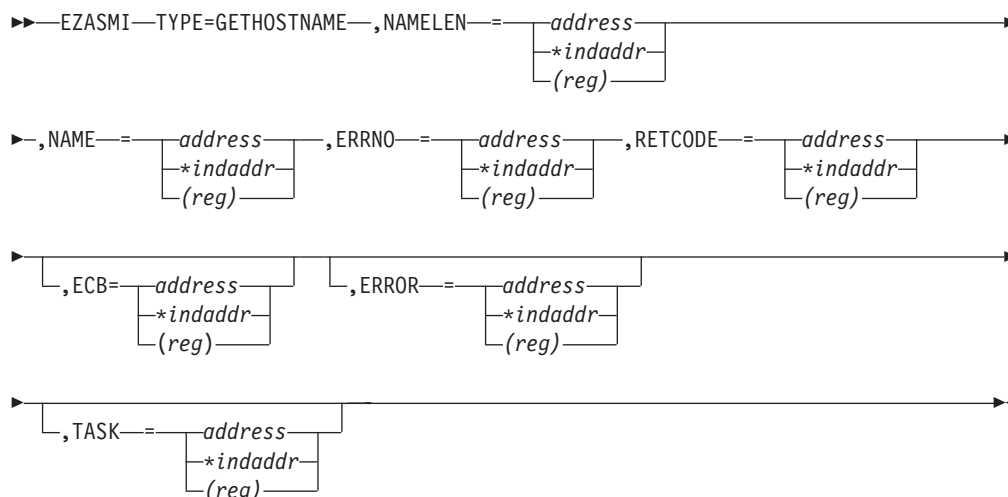 EZASMI TYPE=GETHOSTNAME ,NAMELEN = address
*indaddr
(reg)
,NAME = address ,ERRNO = address ,RETCODE = address
*indaddr *indaddr *indaddr
(reg) (reg) (reg)
,ECB= address ,ERROR = address
*indaddr *indaddr
(reg) (reg)
,TASK = address
*indaddr
(reg)